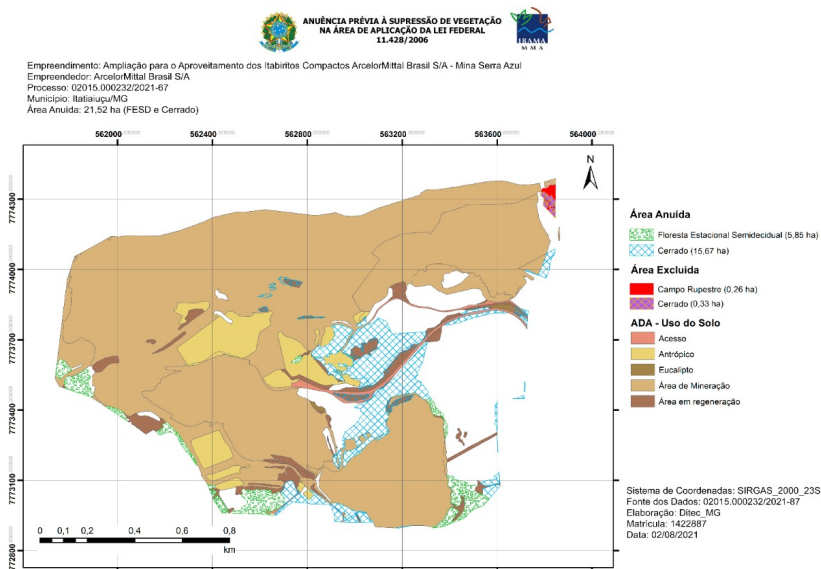 ANUÊNCIA PRÉVIA À SUPRESSÃO DE VEGETAÇÃO
NA ÁREA DE APLICAÇÃO DA LEI FEDERAL
11.428/2006
IBAMA
M M A
Empreendimento: Ampliação para o Aproveitamento dos Itabiritos Compactos ArcelorMittal Brasil S/A - Mina Serra Azul
Empreendedor: ArcelorMittal Brasil S/A
Processo: 02015.000232/2021-67
Município: Itatiaiuçu/MG
Área Anuída: 21,52 ha (FESD e Cerrado)
562000 562400 562800 563200 563600 564000
N
7774300
7774000
7773700
7773400
7773100
772800
0 0,1 0,2 0,4 0,6 0,8
km
Área Anuída
Floresta Estacional Semidecidual (5,85 ha)
Cerrado (15,67 ha)
Área Excluída
Campo Rupestre (0,26 ha)
Cerrado (0,33 ha)
ADA - Uso do Solo
Acesso
Antrópico
Eucalipto
Área de Mineração
Área em regeneração
Sistema de Coordenadas: SIRGAS_2000_23S
Fonte dos Dados: 02015.000232/2021-87
Elaboração: Ditec_MG
Matrícula: 1422887
Data: 02/08/2021